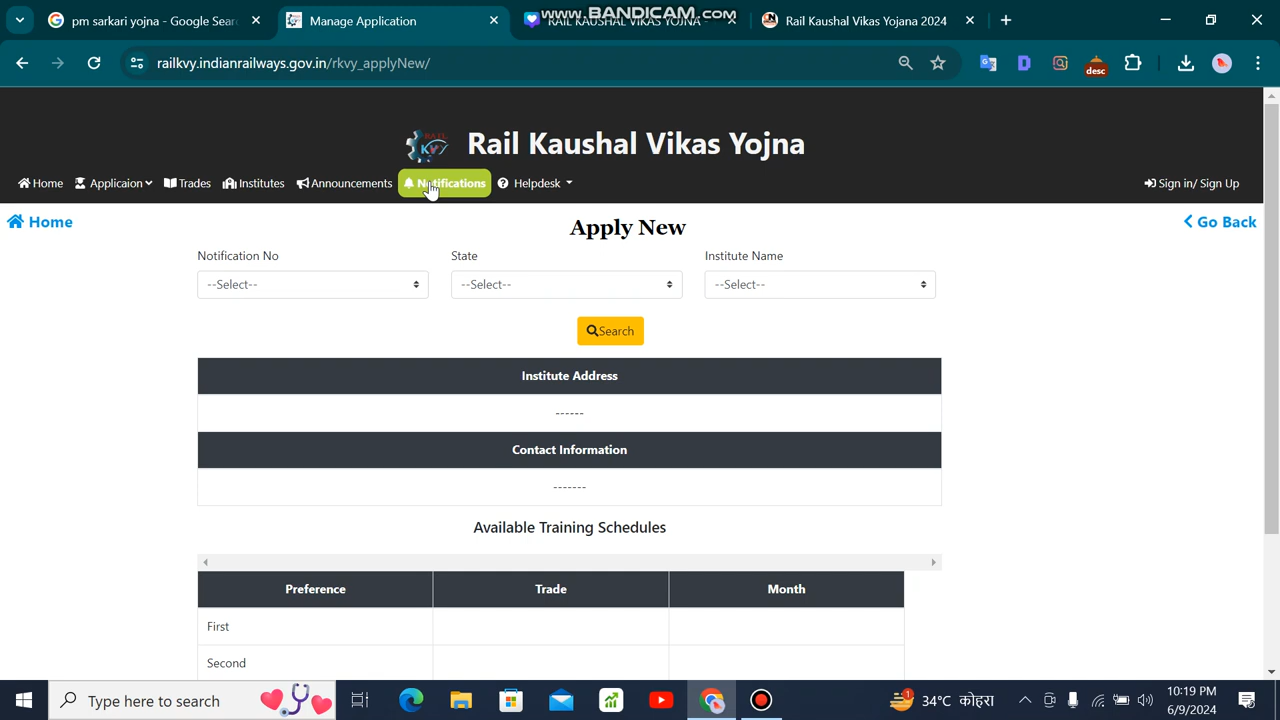 www.BANDICAM.com
pm sarkari yojna - Google Sear
Manage Application
RAIL KAUSHAL VIKAS YOJNA -
Rail Kaushal Vikas Yojana 2024
railkvy.indianrailways.gov.in/rkvy_applyNew/
desc
Rail Kaushal Vikas Yojna
Home
Applicaion
Trades
Institutes
Announcements
Notifications
Helpdesk
Sign in/ Sign Up
Home
Apply New
Go Back
Notification No
State
Institute Name
--Select--
--Select--
--Select--
Search
Institute Address
------
Contact Information
-------
Available Training Schedules
Preference
Trade
Month
First
Second
Type here to search
1
34°C कोहरा
10:19 PM
6/9/2024